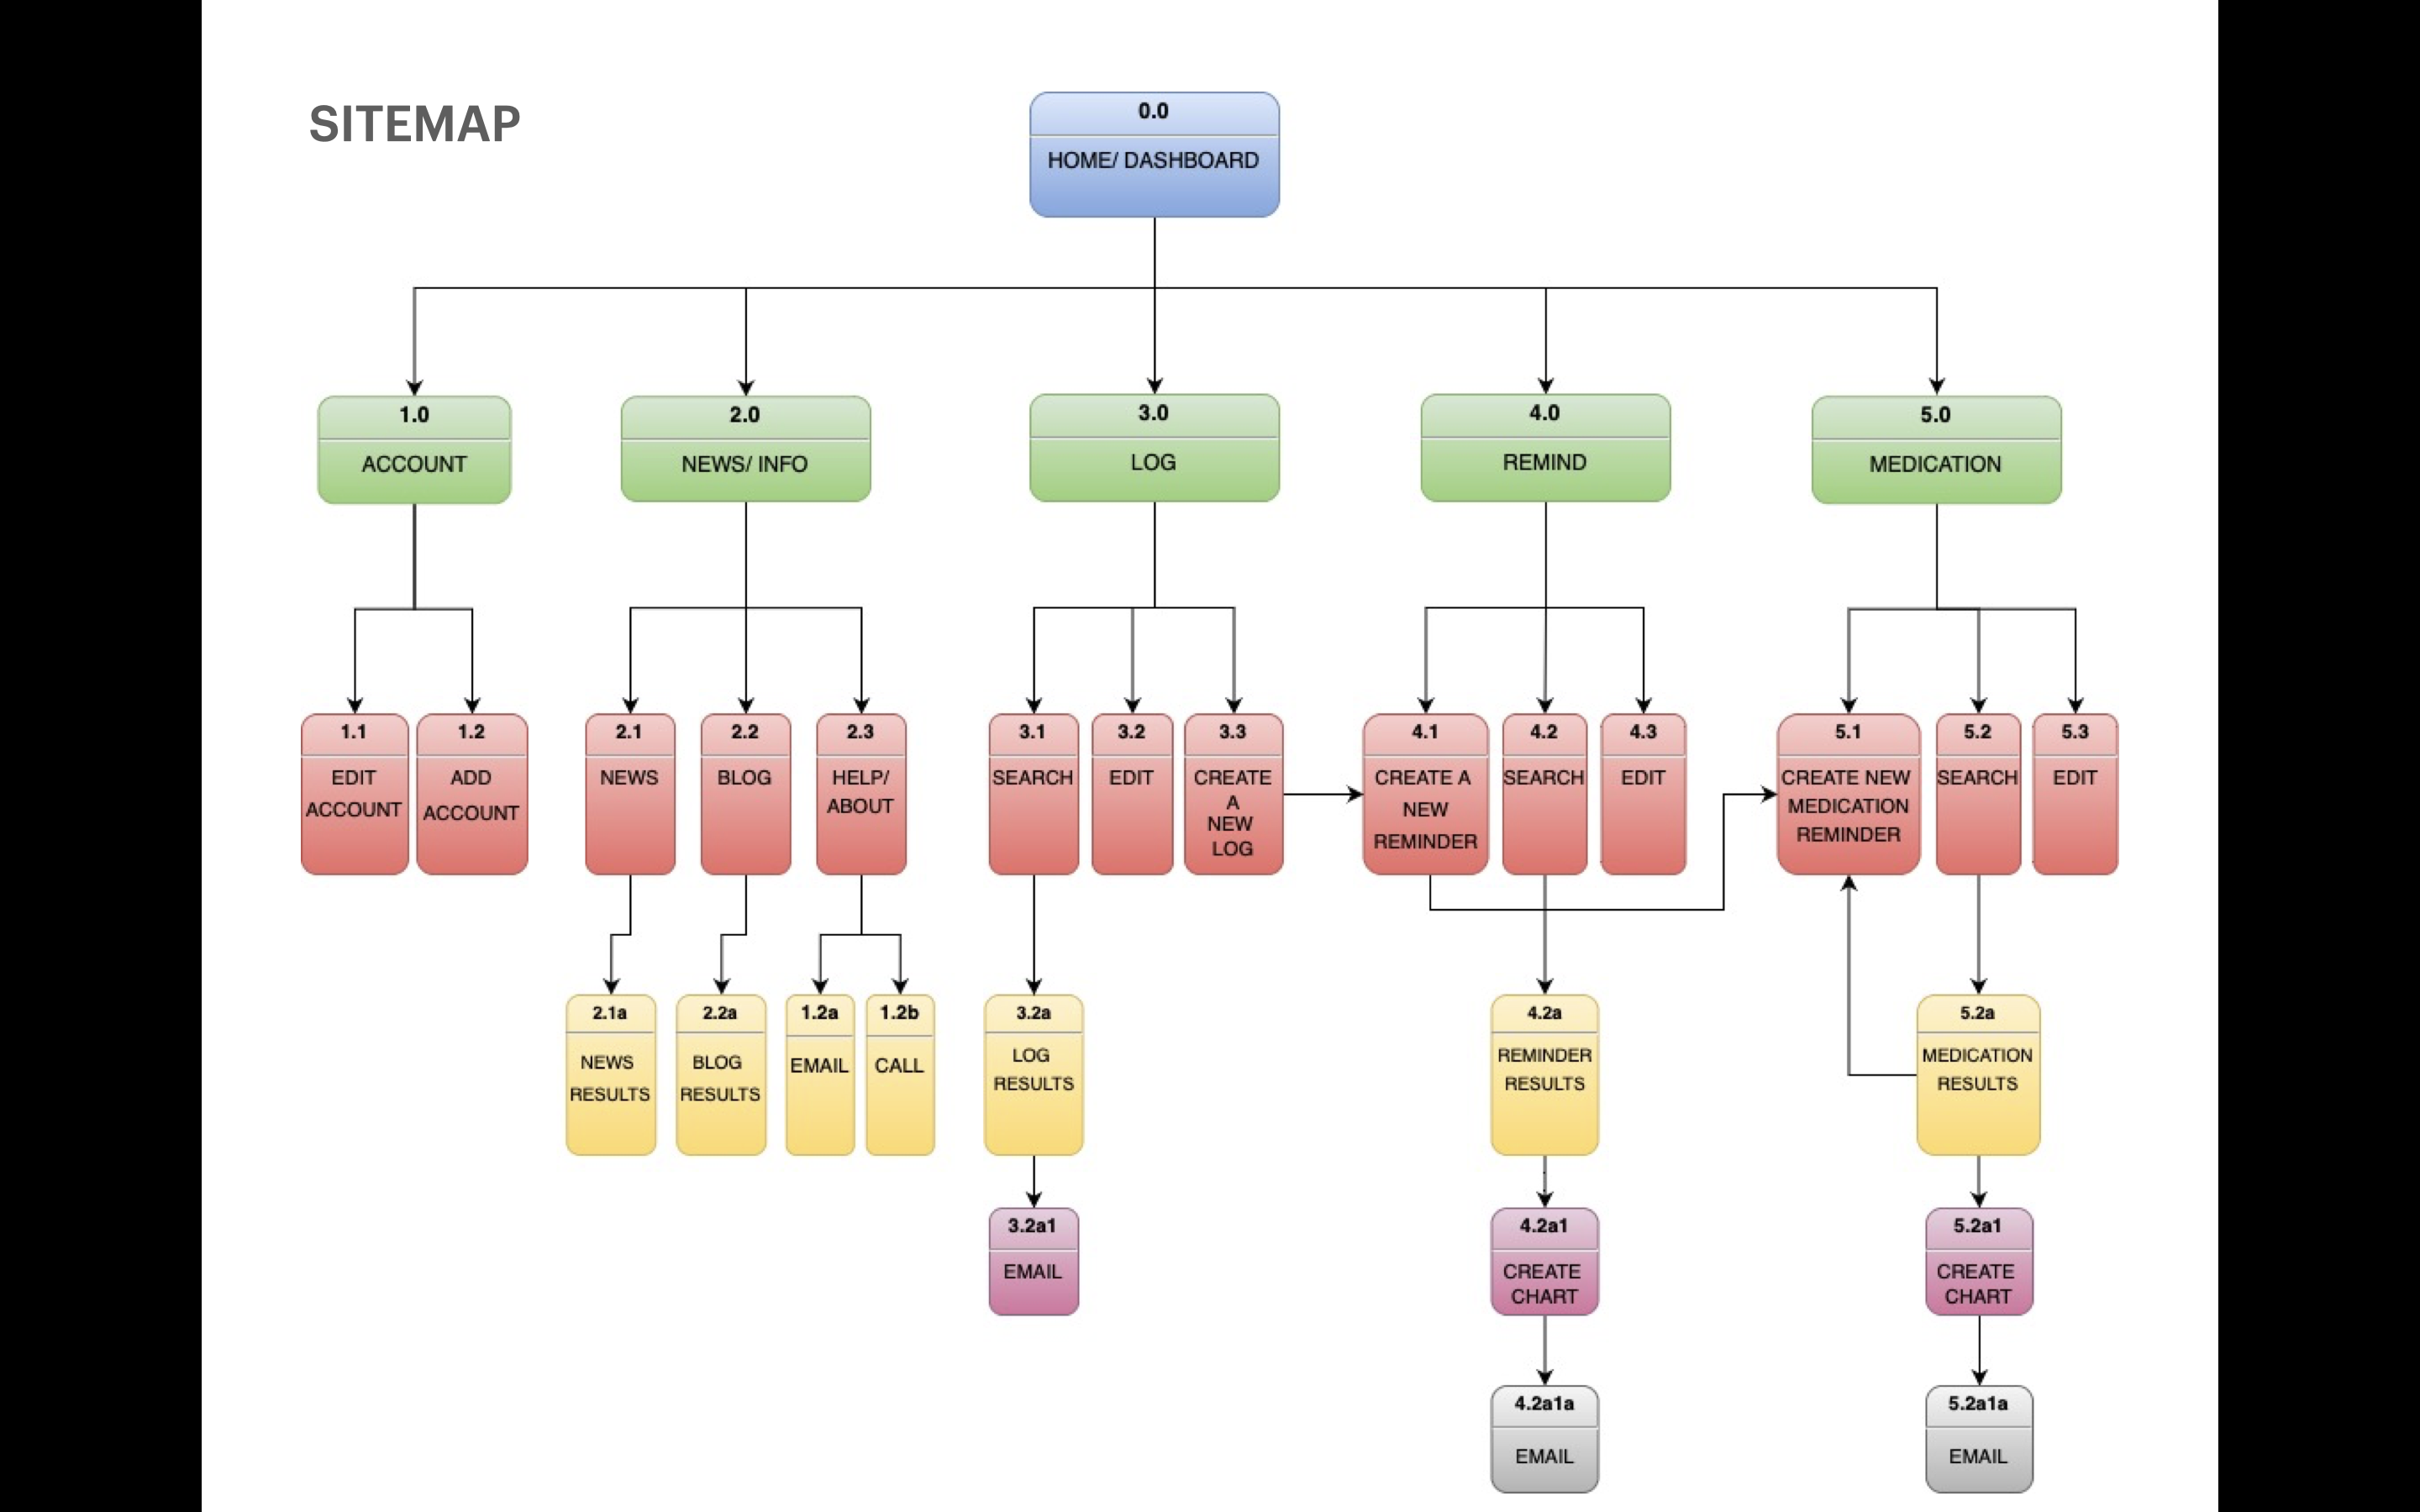 SITEMAP
0.0
HOME/ DASHBOARD
1.0
ACCOUNT
2.0
NEWS/ INFO
3.0
LOG
4.0
REMIND
5.0
MEDICATION
1.1
EDIT
ACCOUNT
1.2
ADD
ACCOUNT
2.1
NEWS
2.2
BLOG
2.3
HELP/
ABOUT
3.1
SEARCH
3.2
EDIT
3.3
CREATE
A
NEW
LOG
4.1
CREATE A
NEW
REMINDER
4.2
SEARCH
4.3
EDIT
5.1
CREATE NEW
MEDICATION
REMINDER
5.2
SEARCH
5.3
EDIT
2.1a
NEWS
RESULTS
2.2a
BLOG
RESULTS
1.2a
EMAIL
1.2b
CALL
3.2a
LOG
RESULTS
4.2a
REMINDER
RESULTS
5.2a
MEDICATION
RESULTS
3.2a1
EMAIL
4.2a1
CREATE
CHART
5.2a1
CREATE
CHART
4.2a1a
EMAIL
5.2a1a
EMAIL